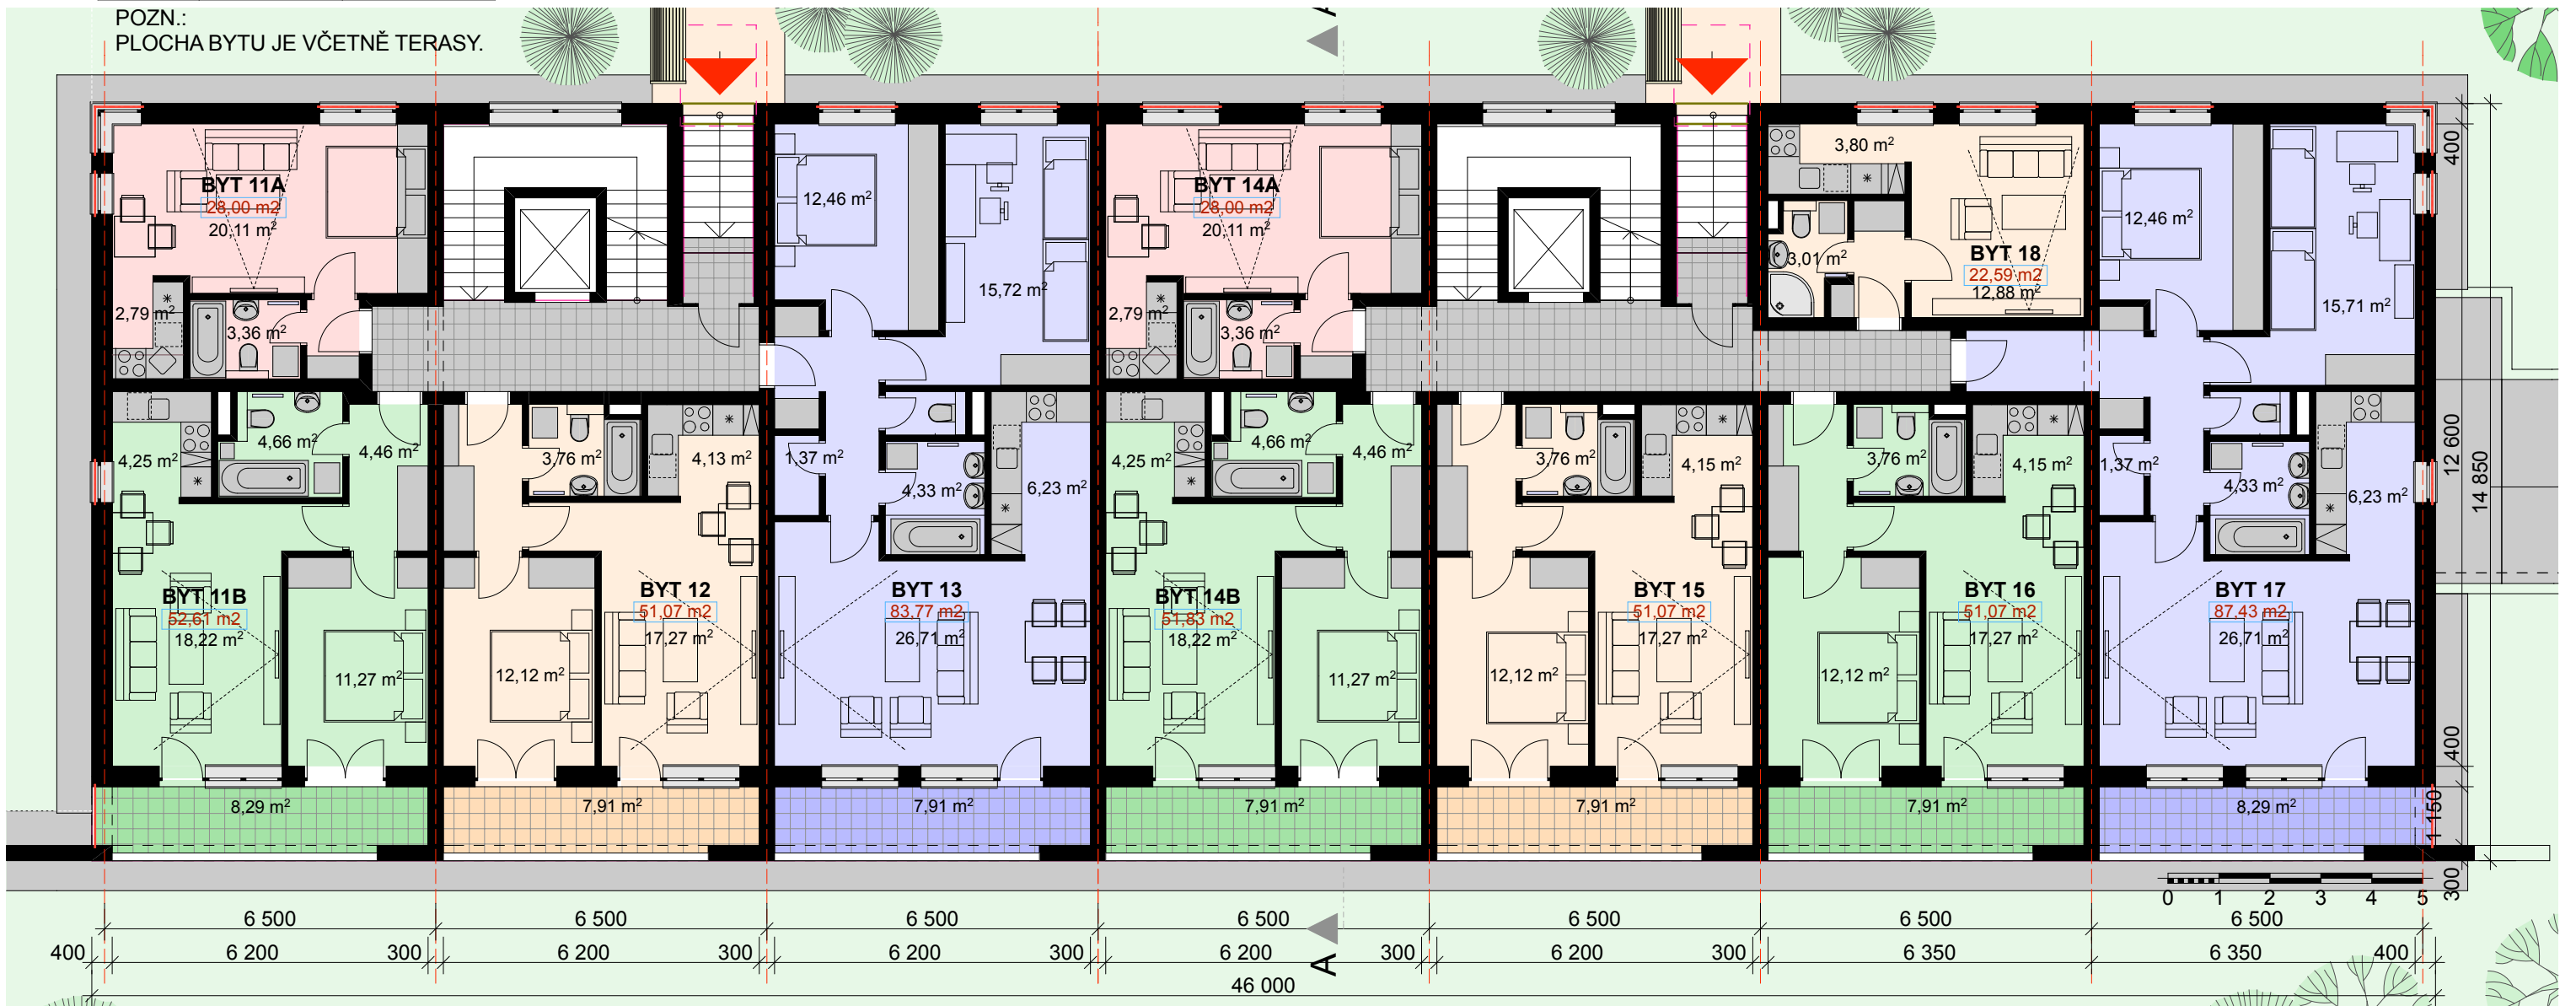 POZN.:
PLOCHA BYTU JE VČETNĚ TERASY.
A
BYT 11A
28,00 m2
20,11 m²
2,79 m²
3,36 m²
12,46 m²
15,72 m²
BYT 14A
28,00 m2
20,11 m²
2,79 m²
3,36 m²
3,80 m²
3,01 m²
BYT 18
22,59 m2
12,88 m²
12,46 m²
15,71 m²
400
4,25 m²
4,66 m²
4,46 m²
3,76 m²
4,13 m²
1,37 m²
4,33 m²
6,23 m²
4,25 m²
4,66 m²
4,46 m²
3,76 m²
4,15 m²
3,76 m²
4,15 m²
1,37 m²
4,33 m²
6,23 m²
12 600
14 850
BYT 11B
52,61 m2
18,22 m²
11,27 m²
BYT 12
51,07 m2
17,27 m²
12,12 m²
BYT 13
83,77 m2
26,71 m²
BYT 14B
51,83 m2
18,22 m²
11,27 m²
BYT 15
51,07 m2
17,27 m²
12,12 m²
BYT 16
51,07 m2
17,27 m²
12,12 m²
BYT 17
87,43 m2
26,71 m²
400
8,29 m²
7,91 m²
7,91 m²
7,91 m²
7,91 m²
7,91 m²
8,29 m²
1 150
300
0 1 2 3 4 5
6 500 6 500 6 500 6 500 6 500 6 500 6 500
400 6 200 300 6 200 300 6 200 300 6 200 300 6 200 300 6 350 6 350 400
A
46 000